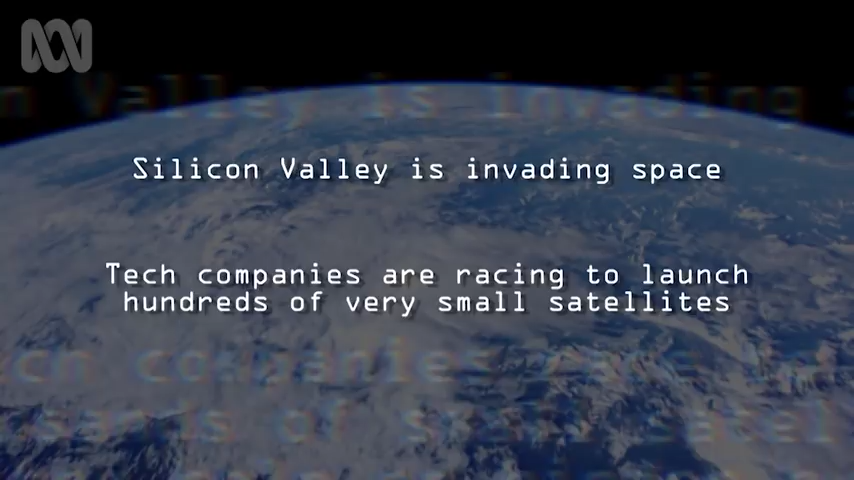 Silicon Valley is invading space
Tech companies are racing to launch
hundreds of very small satellites